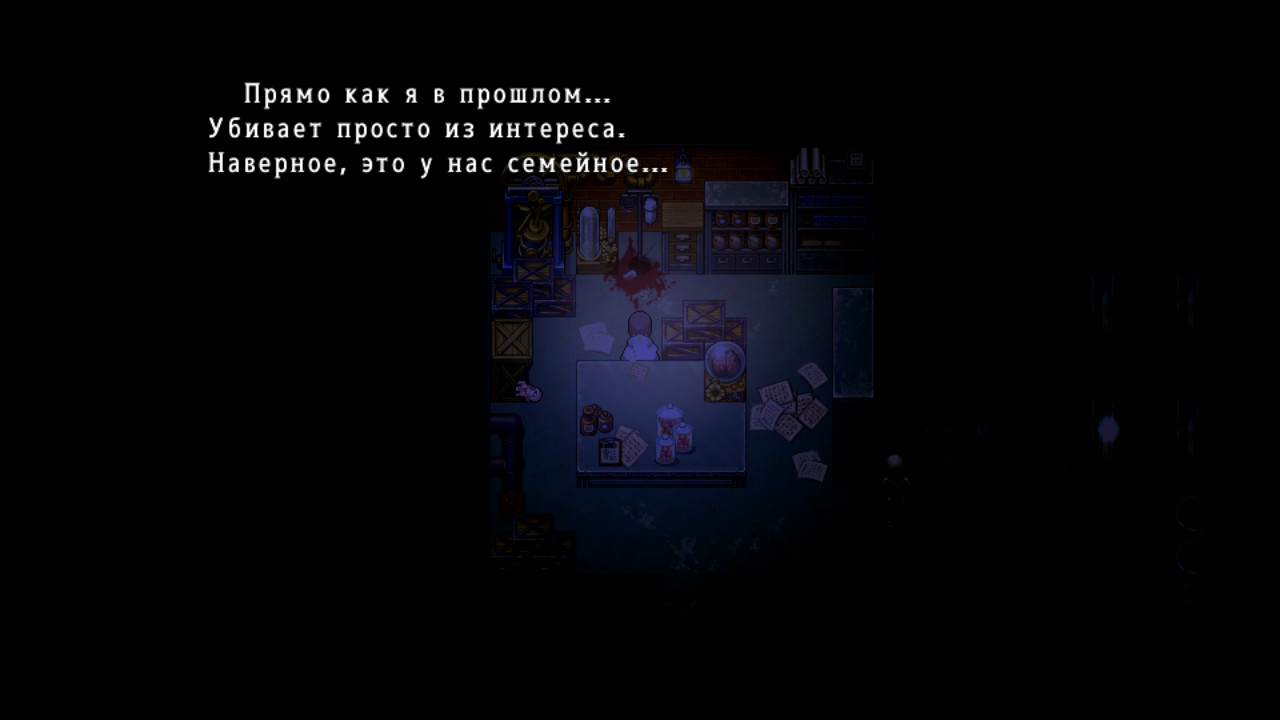 Прямо как я в прошлом...
Убивает просто из интереса.
Наверное, это у нас семейное...